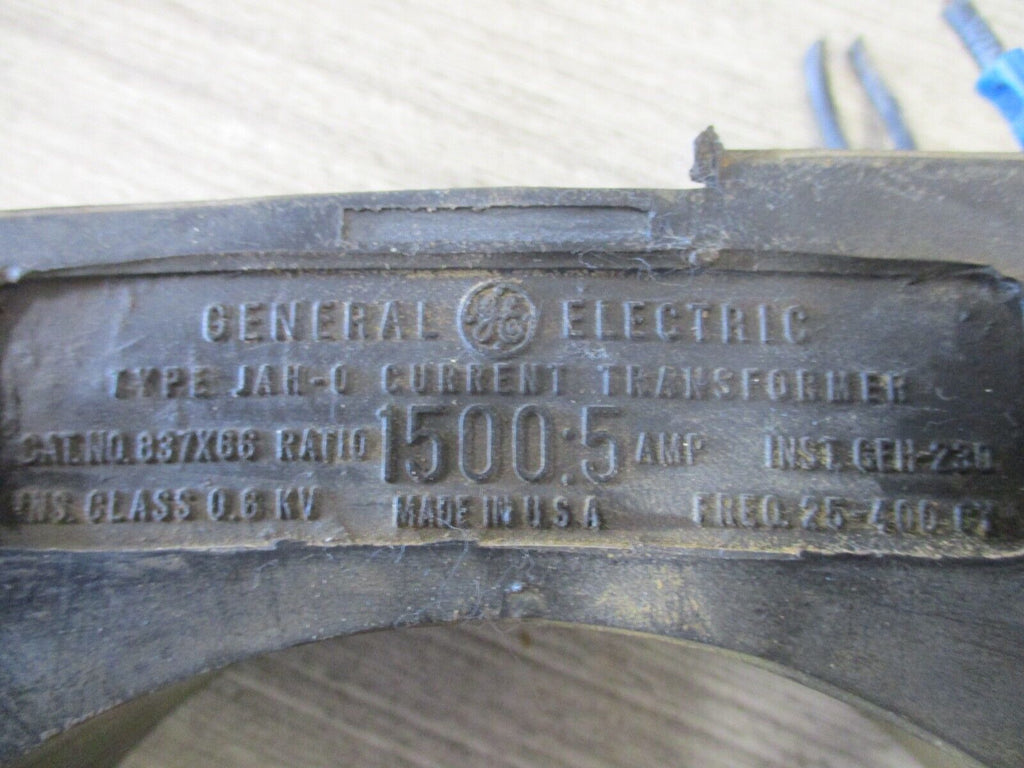 GENERAL GE ELECTRIC
TYPE JAH-0 CURRENT TRANSFORMER
CAT.NO. 637X66 RATIO 1500:5 AMP INST. GEH-230
INS. CLASS 0.6 KV MADE IN U S A FREQ. 25-400 CY